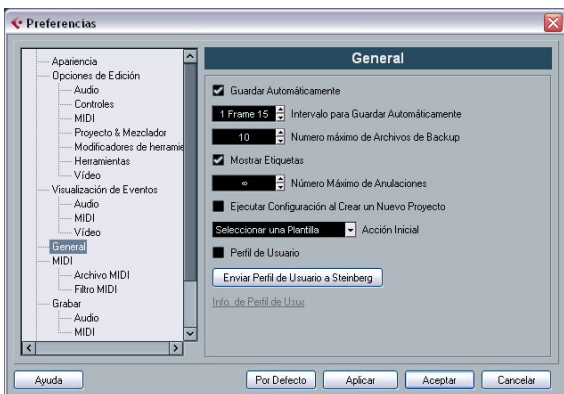 Preferencias
Apariencia
Opciones de Edición
Audio
Controles
MIDI
Proyecto & Mezclador
Modificadores de herramie
Herramientas
Vídeo
Visualización de Eventos
Audio
MIDI
Vídeo
General
MIDI
Archivo MIDI
Filtro MIDI
Grabar
Audio
MIDI
General
Guardar Automáticamente
1 Frame 15 Intervalo para Guardar Automáticamente
10 Numero máximo de Archivos de Backup
Mostrar Etiquetas
∞ Número Máximo de Anulaciones
Ejecutar Configuración al Crear un Nuevo Proyecto
Seleccionar una Plantilla Acción Inicial
Perfil de Usuario
Enviar Perfil de Usuario a Steinberg
Info. de Perfil de Usua
Ayuda Por Defecto Aplicar Aceptar Cancelar